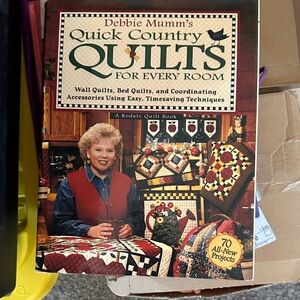 Debbie Mumm's
Quick Country
QUILTS
FOR EVERY ROOM
Wall Quilts, Bed Quilts, and Coordinating
Accessories Using Easy, Timesaving Techniques
A Rodale Quilt Book
70
All-New
Projects